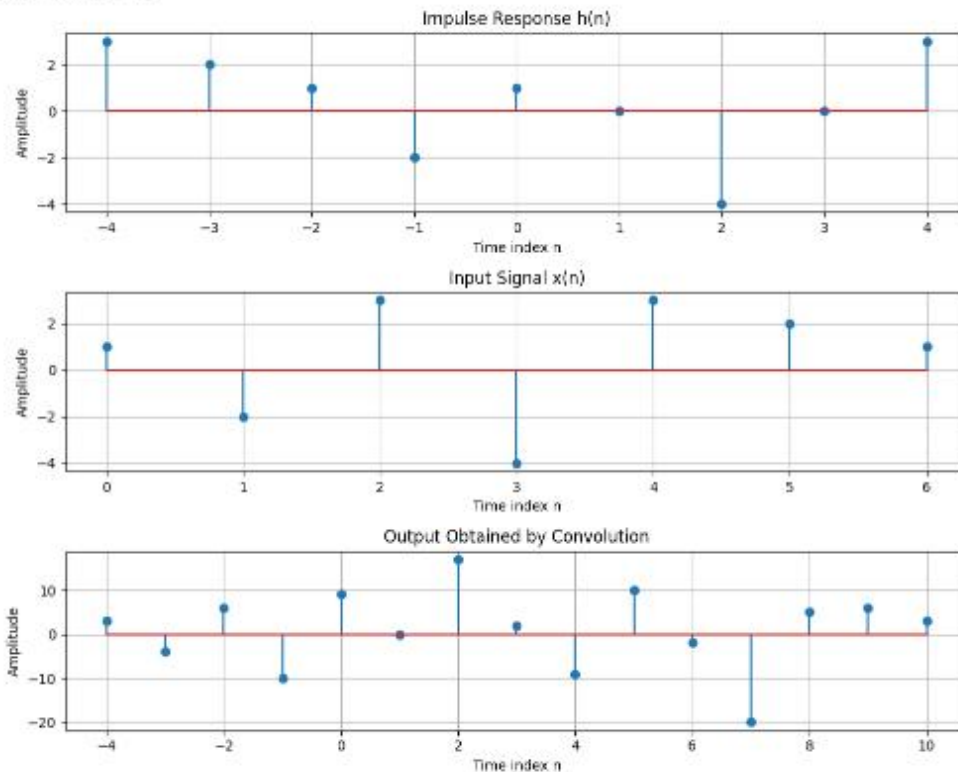 Impulse Response h(n)
2
0
−2
−4
Amplitude
−4 −3 −2 −1 0 1 2 3 4
Time index n
Input Signal x(n)
2
0
−2
−4
Amplitude
0 1 2 3 4 5 6
Time index n
Output Obtained by Convolution
10
0
−10
−20
Amplitude
−4 −2 0 2 4 6 8 10
Time index n